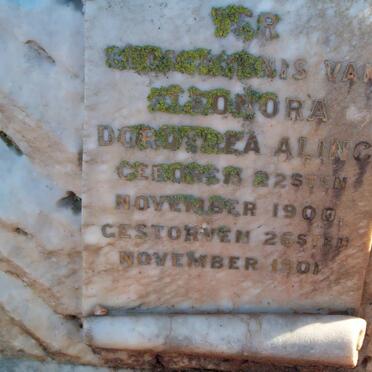 TER
GEDACHTENIS VAN
ELEONORA
DOROTHEA ALING
GEBOREN 22STEN
NOVEMBER 1900
GESTORVEN 26STEN
NOVEMBER 1901